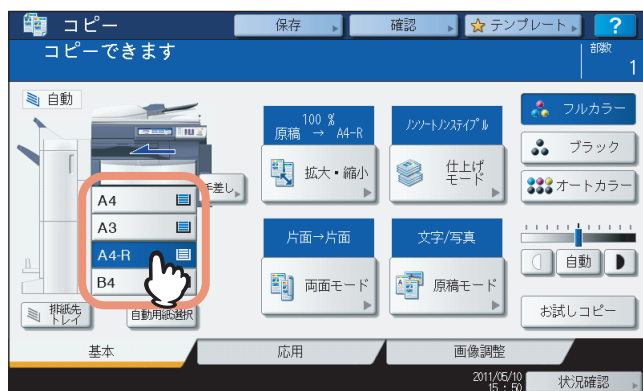 コピー
保存
確認
テンプレート
?
コピーできます
部数
1
自動
100 %
原稿 → A4-R
ﾉﾝｿｰﾄﾉﾝｽﾃｲﾌﾟﾙ
フルカラー
拡大・縮小
仕上げ
モード
ブラック
手差し
オートカラー
A4
A3
A4-R
B4
片面→片面
文字/写真
両面モード
原稿モード
自動
排紙先
トレイ
自動用紙選択
お試しコピー
基本
応用
画像調整
2011/05/10
15 : 50
状況確認